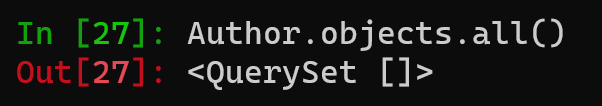 In [27]: Author.objects.all()
Out[27]: <QuerySet []>